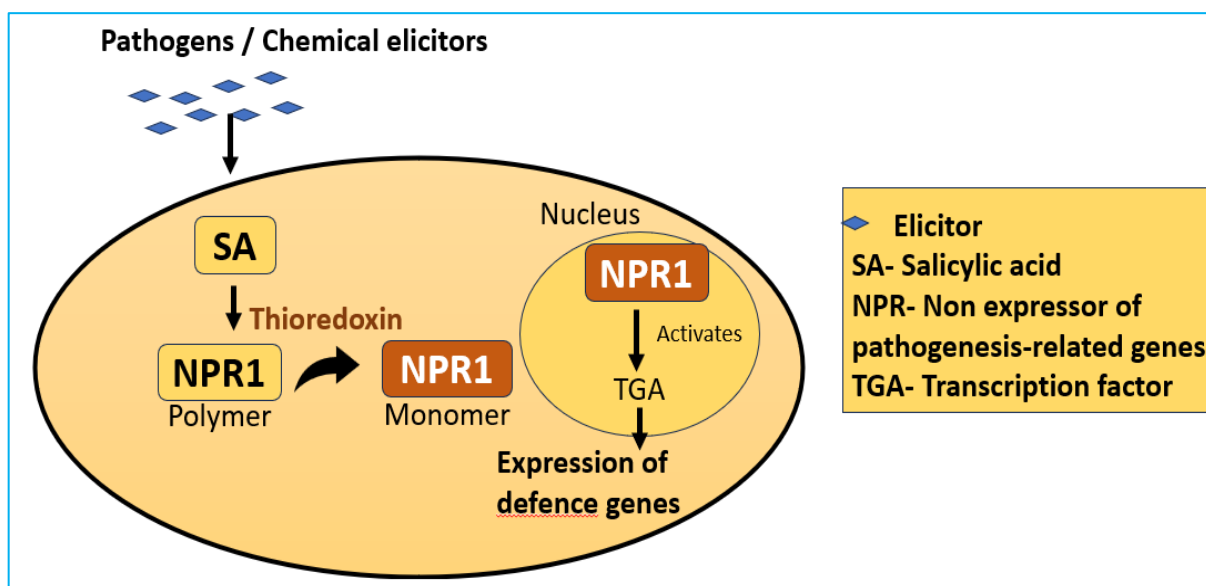 Pathogens / Chemical elicitors
SA
Thioredoxin
NPR1
Polymer
NPR1
Monomer
Nucleus
NPR1
Activates
TGA
Expression of
defence genes
Elicitor
SA- Salicylic acid
NPR- Non expressor of
pathogenesis-related genes
TGA- Transcription factor